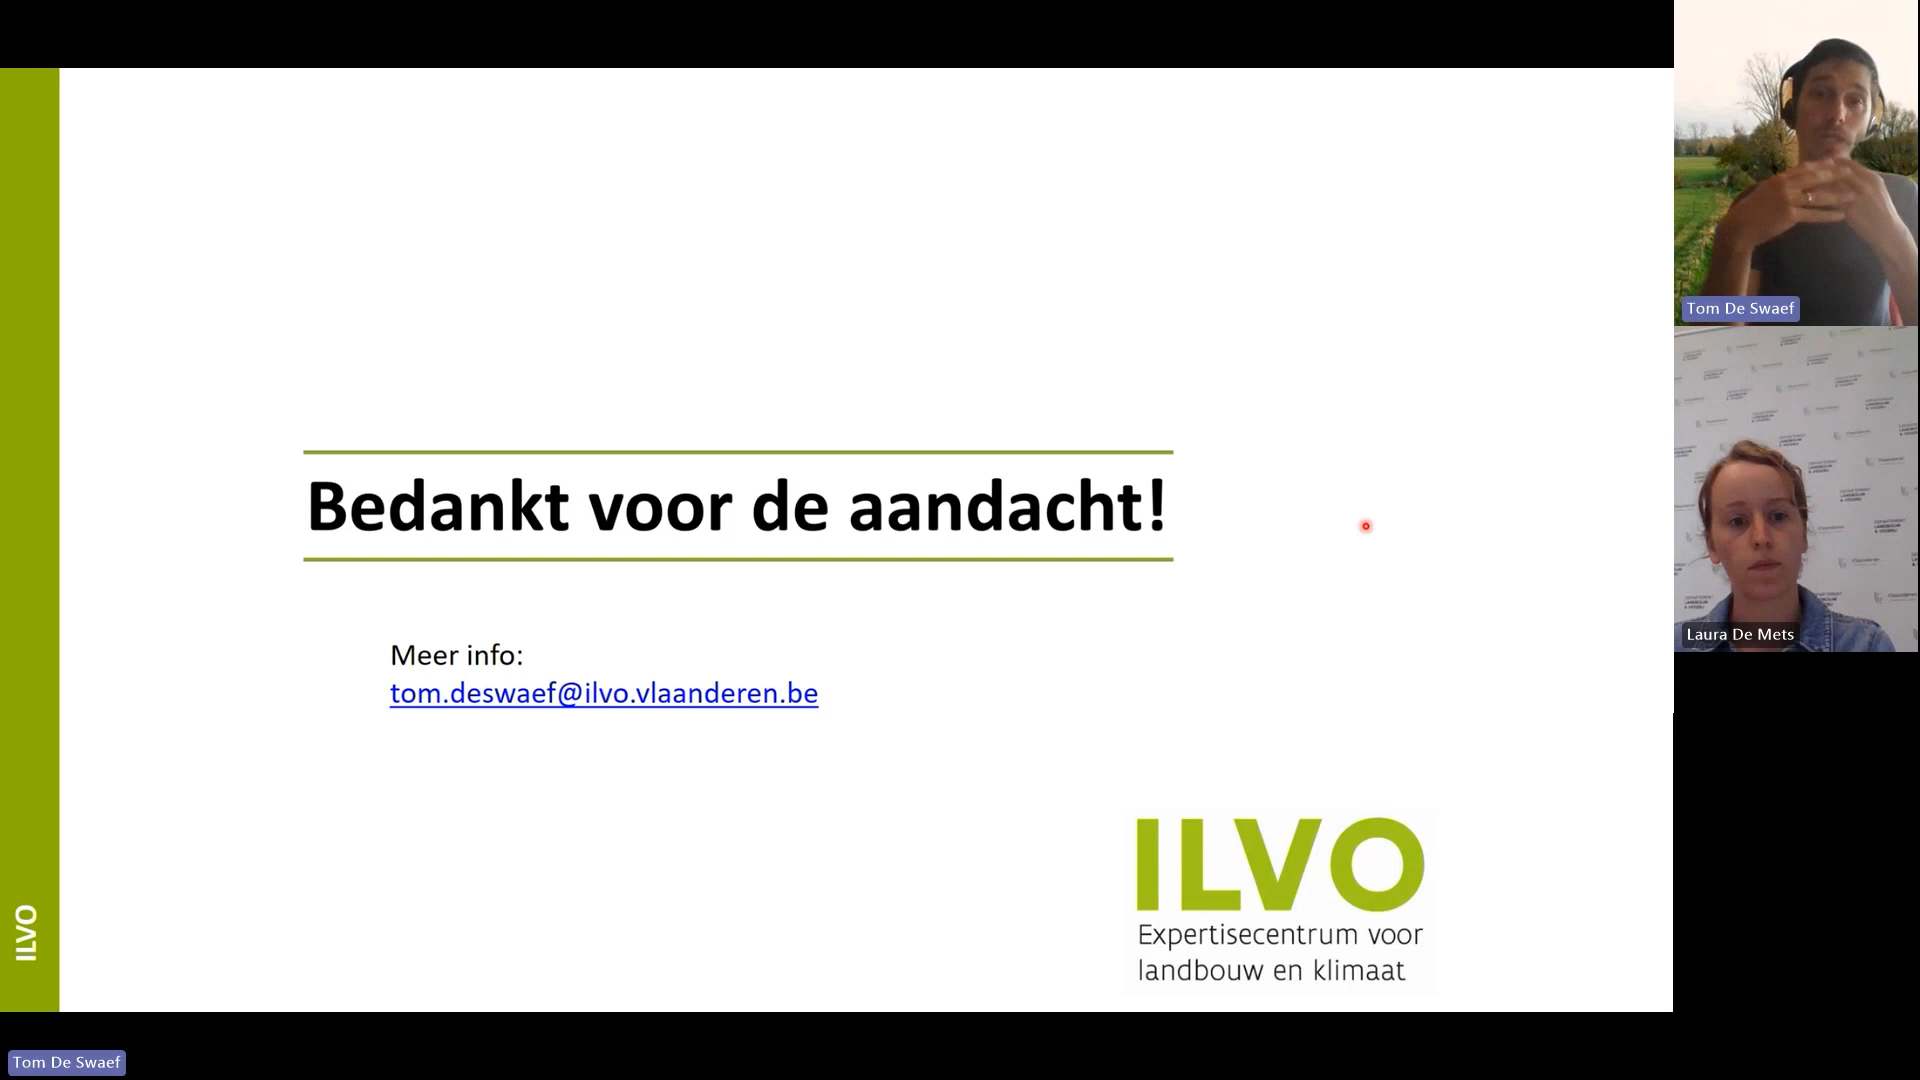 Bedankt voor de aandacht!
Meer info:
tom.deswaef@ilvo.vlaanderen.be
ILVO
Expertisecentrum voor
landbouw en klimaat
ILVO
Tom De Swaef
Tom De Swaef
Laura De Mets